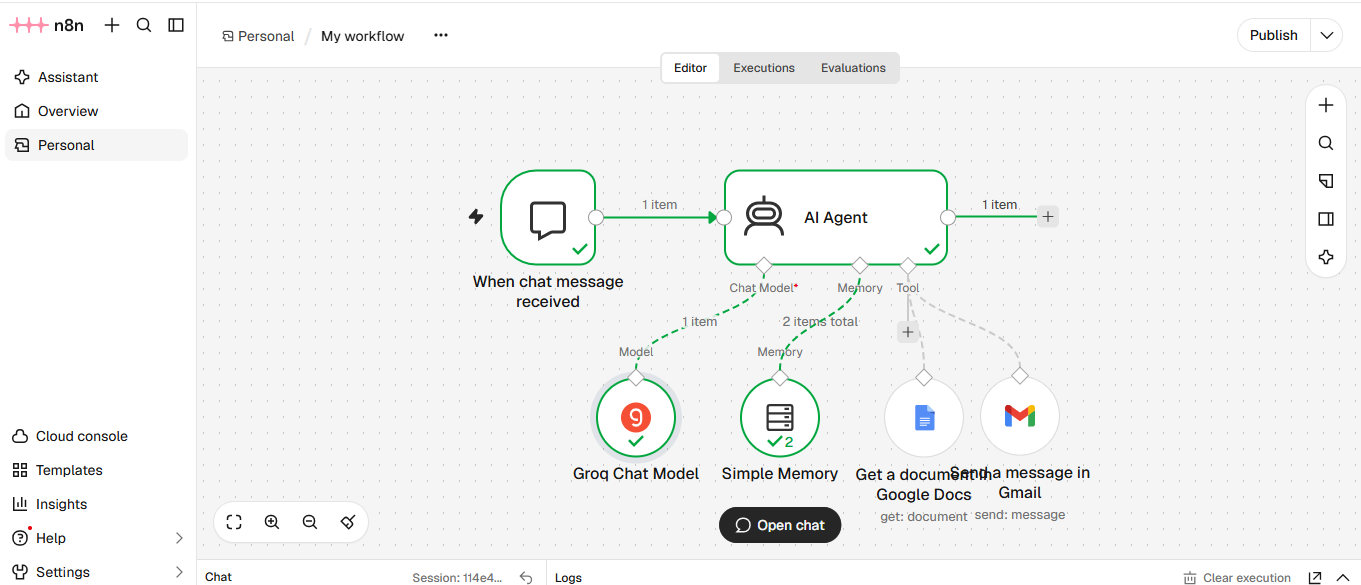 n8n
Personal / My workflow
Publish
Editor
Executions
Evaluations
Assistant
Overview
Personal
1 item
AI Agent
1 item
When chat message
received
Chat Model*
Memory
Tool
1 item
2 items total
Model
Memory
2
Groq Chat Model
Simple Memory
Get a document in
Google Docs
get: document
Send a message in
Gmail
send: message
Open chat
Cloud console
Templates
Insights
Help
Settings
Chat
Session: 114e4...
Logs
Clear execution